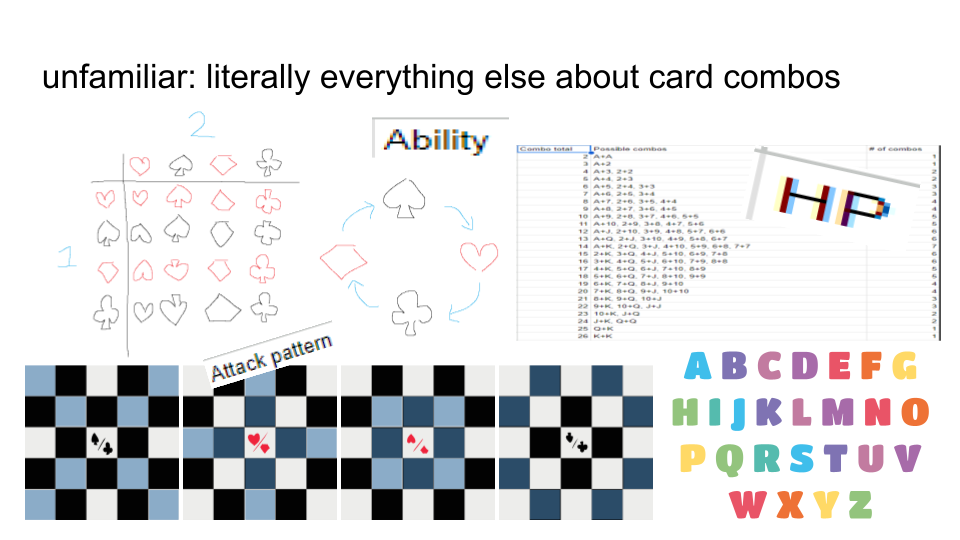 unfamiliar: literally everything else about card combos
2
1
Ability
Combo total Possible combos # of combos
2 A+A 1
3 A+2 1
4 A+3, 2+2 2
5 A+4, 2+3 2
6 A+5, 2+4, 3+3 3
7 A+6, 2+5, 3+4 3
8 A+7, 2+6, 3+5, 4+4 4
9 A+8, 2+7, 3+6, 4+5 4
10 A+9, 2+8, 3+7, 4+6, 5+5 5
11 A+10, 2+9, 3+8, 4+7, 5+6 5
12 A+J, 2+10, 3+9, 4+8, 5+7, 6+6 6
13 A+Q, 2+J, 3+10, 4+9, 5+8, 6+7 6
14 A+K, 2+Q, 3+J, 4+10, 5+9, 6+8, 7+7 7
15 2+K, 3+Q, 4+J, 5+10, 6+9, 7+8 6
16 3+K, 4+Q, 5+J, 6+10, 7+9, 8+8 6
17 4+K, 5+Q, 6+J, 7+10, 8+9 5
18 5+K, 6+Q, 7+J, 8+10, 9+9 5
19 6+K, 7+Q, 8+J, 9+10 4
20 7+K, 8+Q, 9+J, 10+10 4
21 8+K, 9+Q, 10+J 3
22 9+K, 10+Q, J+J 3
23 10+K, J+Q 2
24 J+K, Q+Q 2
25 Q+K 1
26 K+K 1
HP
Attack pattern
A B C D E F G
H I J K L M N O
P Q R S T U V
W X Y Z